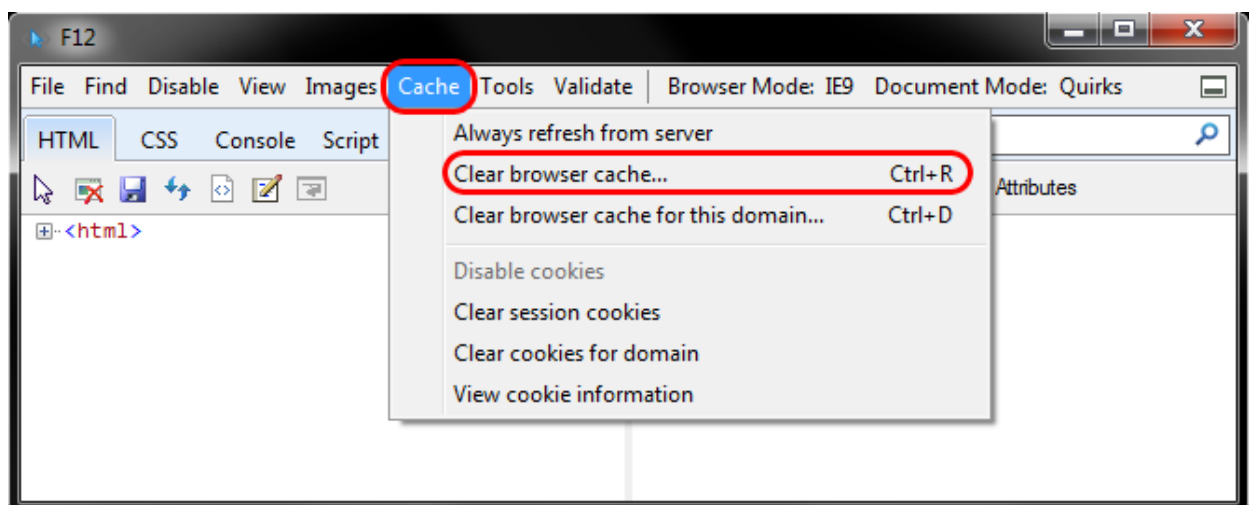 F12
File Find Disable View Images Cache Tools Validate Browser Mode: IE9 Document Mode: Quirks
HTML CSS Console Script
Always refresh from server
Clear browser cache... Ctrl+R
Attributes
Clear browser cache for this domain... Ctrl+D
<html>
Disable cookies
Clear session cookies
Clear cookies for domain
View cookie information